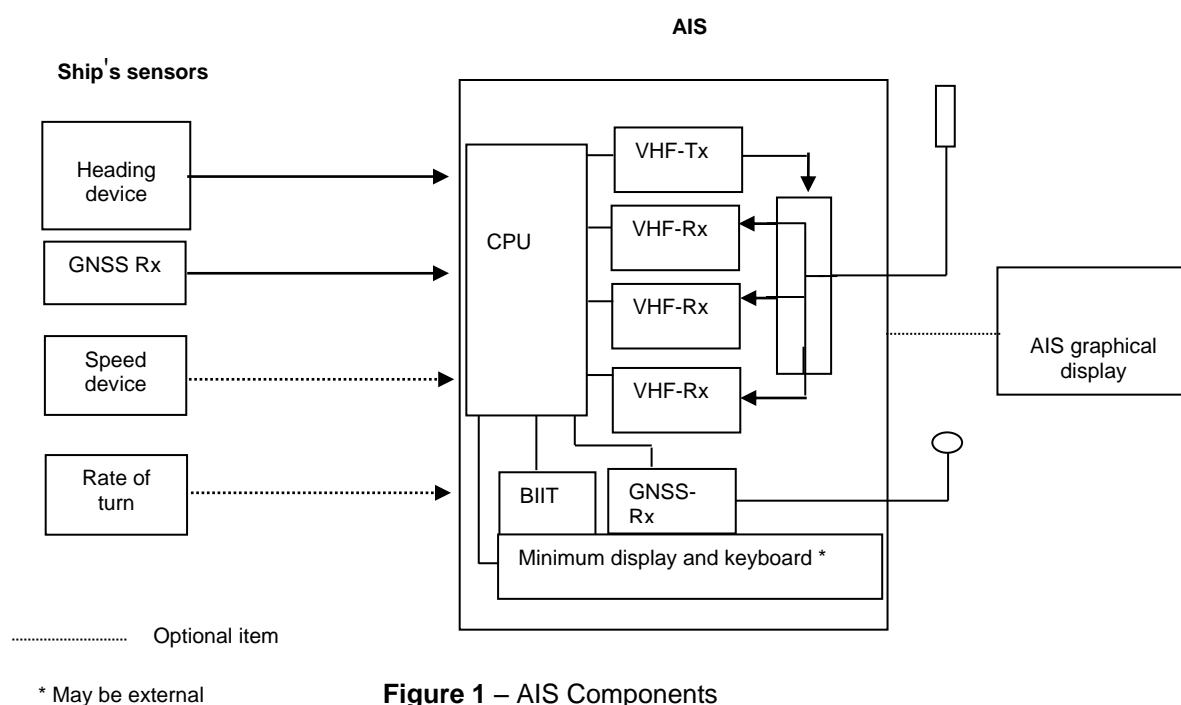 AIS
Ship's sensors
Heading
device
GNSS Rx
Speed
device
Rate of
turn
CPU
VHF-Tx
VHF-Rx
VHF-Rx
VHF-Rx
BIIT
GNSS-
Rx
Minimum display and keyboard *
AIS graphical
display
Optional item
* May be external
Figure 1 – AIS Components